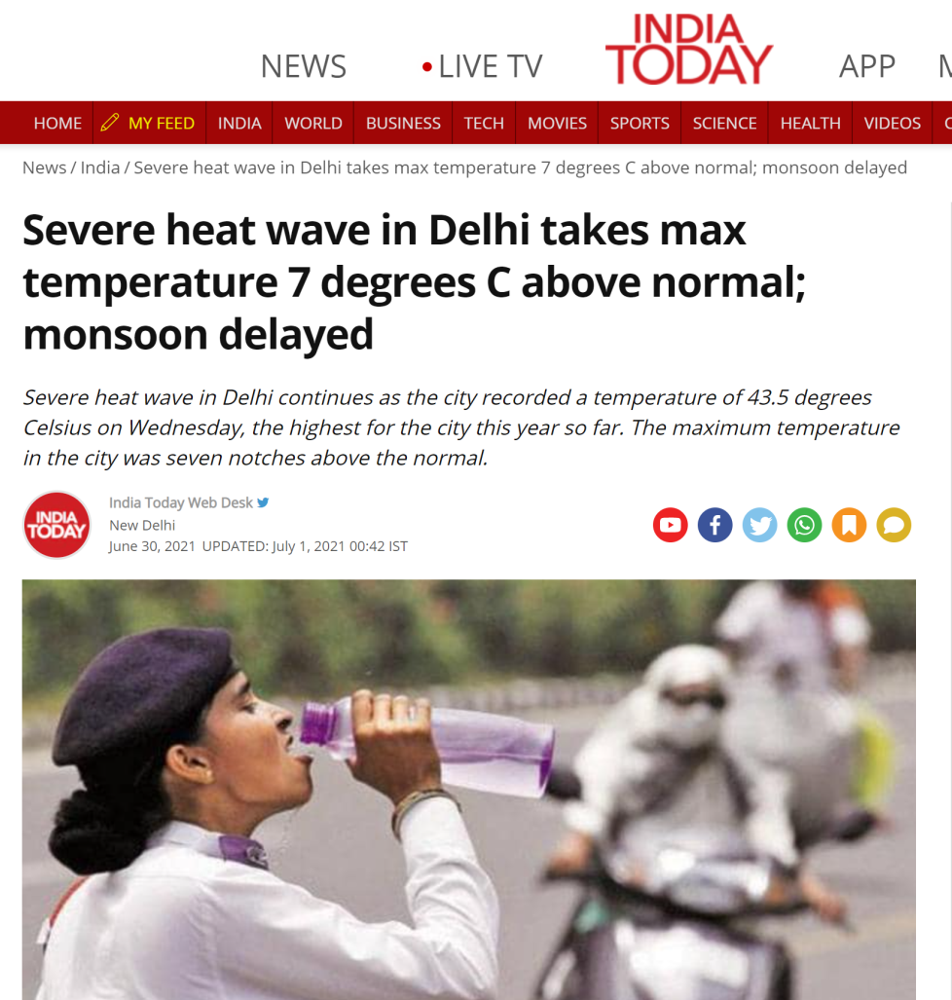 INDIA
TODAY
NEWS
LIVE TV
APP
HOME
MY FEED
INDIA
WORLD
BUSINESS
TECH
MOVIES
SPORTS
SCIENCE
HEALTH
VIDEOS
News / India / Severe heat wave in Delhi takes max temperature 7 degrees C above normal; monsoon delayed
Severe heat wave in Delhi takes max
temperature 7 degrees C above normal;
monsoon delayed
Severe heat wave in Delhi continues as the city recorded a temperature of 43.5 degrees
Celsius on Wednesday, the highest for the city this year so far. The maximum temperature
in the city was seven notches above the normal.
INDIA
TODAY
India Today Web Desk
New Delhi
June 30, 2021 UPDATED: July 1, 2021 00:42 IST